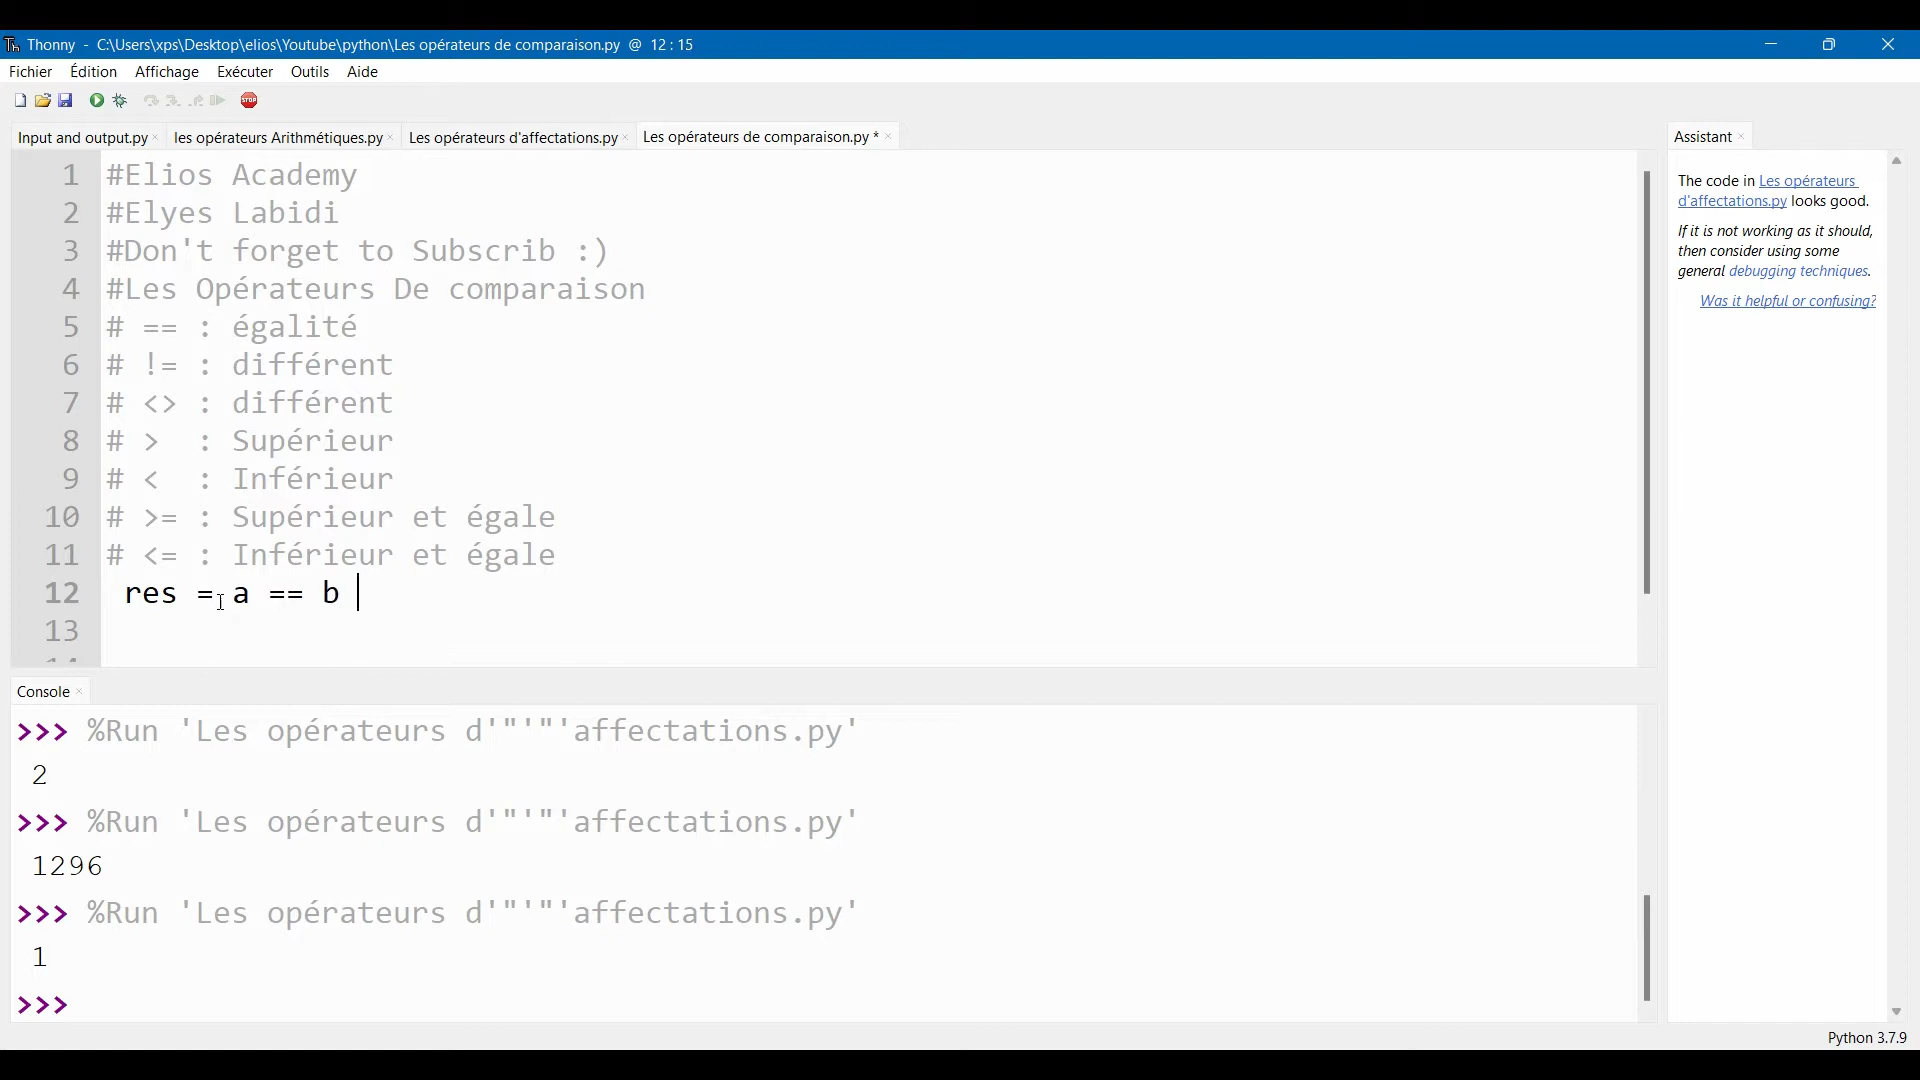 Thonny - C:\Users\xps\Desktop\elios\Youtube\python\Les opérateurs de comparaison.py @ 12 : 15
Fichier Édition Affichage Exécuter Outils Aide
STOP
Input and output.py × les opérateurs Arithmétiques.py × Les opérateurs d'affectations.py × Les opérateurs de comparaison.py * ×
1 #Elios Academy
2 #Elyes Labidi
3 #Don't forget to Subscrib :)
4 #Les Opérateurs De comparaison
5 # == : égalité
6 # != : différent
7 # <> : différent
8 # >  : Supérieur
9 # <  : Inférieur
10 # >= : Supérieur et égale
11 # <= : Inférieur et égale
12  res = a == b
13
Assistant ×
The code in Les opérateurs
d'affectations.py looks good.
If it is not working as it should,
then consider using some
general debugging techniques.
Was it helpful or confusing?
Console ×
>>> %Run 'Les opérateurs d'"'"'affectations.py'
2
>>> %Run 'Les opérateurs d'"'"'affectations.py'
1296
>>> %Run 'Les opérateurs d'"'"'affectations.py'
1
>>>
Python 3.7.9